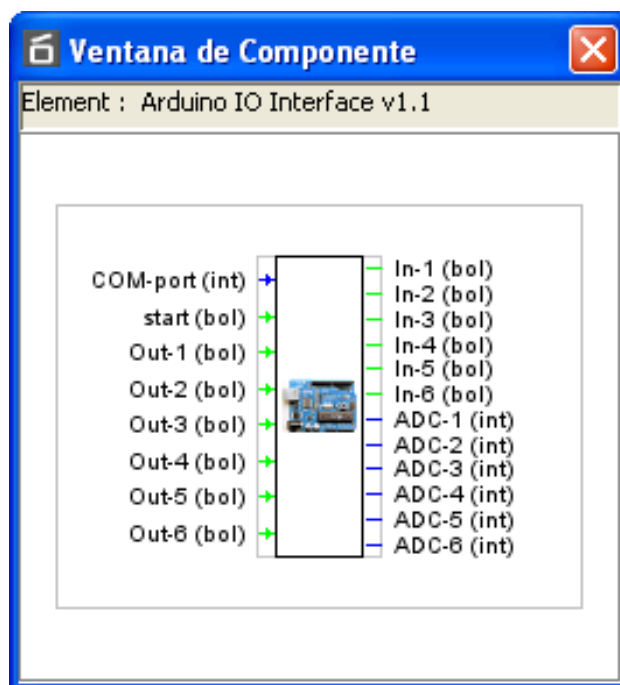 Ventana de Componente
Element : Arduino IO Interface v1.1
COM-port (int)
start (bol)
Out-1 (bol)
Out-2 (bol)
Out-3 (bol)
Out-4 (bol)
Out-5 (bol)
Out-6 (bol)
In-1 (bol)
In-2 (bol)
In-3 (bol)
In-4 (bol)
In-5 (bol)
In-6 (bol)
ADC-1 (int)
ADC-2 (int)
ADC-3 (int)
ADC-4 (int)
ADC-5 (int)
ADC-6 (int)